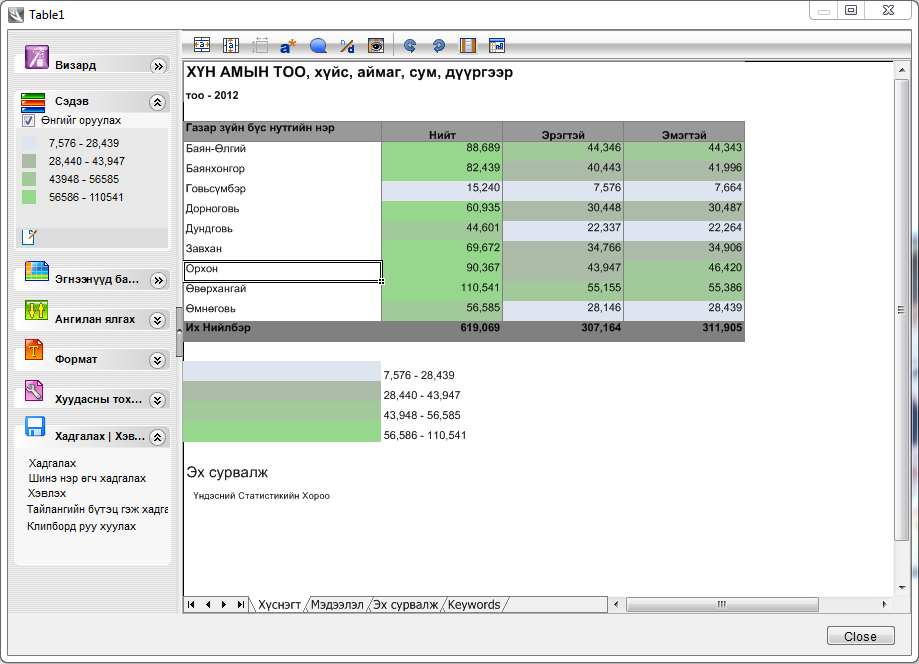 Table1
Визард
Сэдэв
Өнгийг оруулах
7,576 - 28,439
28,440 - 43,947
43948 - 56585
56586 - 110541
Эгнээнүүд ба...
Ангилан ялгах
Формат
Хуудасны тох...
Хадгалах | Хэв...
Хадгалах
Шинэ нэр өгч хадгалах
Хэвлэх
Тайлангийн бүтэц гэж хадга
Клипборд руу хуулах
ХҮН АМЫН ТОО, хүйс, аймаг, сум, дүүргээр
тоо - 2012
Газар зүйн бүс нутгийн нэр Нийт Эрэгтэй Эмэгтэй
Баян-Өлгий 88,689 44,346 44,343
Баянхонгор 82,439 40,443 41,996
Говьсүмбэр 15,240 7,576 7,664
Дорноговь 60,935 30,448 30,487
Дундговь 44,601 22,337 22,264
Завхан 69,672 34,766 34,906
Орхон 90,367 43,947 46,420
Өвөрхангай 110,541 55,155 55,386
Өмнөговь 56,585 28,146 28,439
Их Нийлбэр 619,069 307,164 311,905
7,576 - 28,439
28,440 - 43,947
43,948 - 56,585
56,586 - 110,541
Эх сурвалж
Үндэсний Статистикийн Хороо
Хүснэгт Мэдээлэл Эх сурвалж Keywords
Close